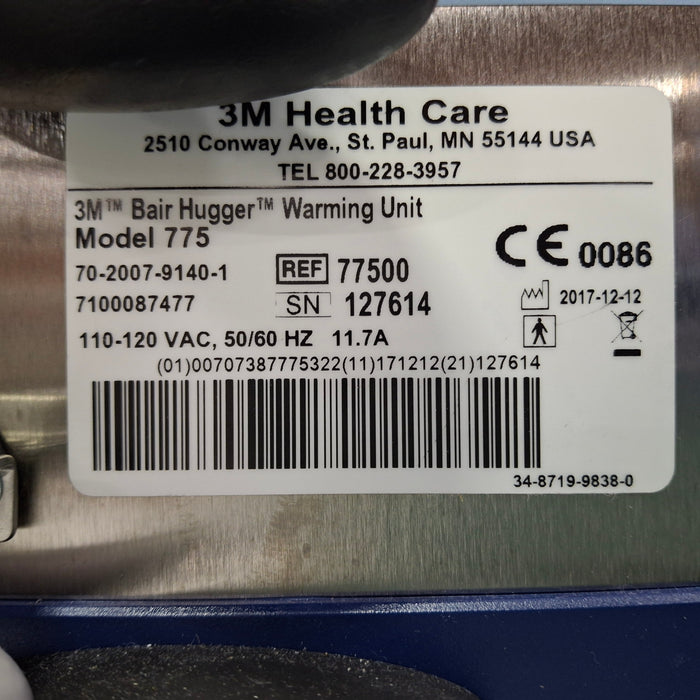 3M Health Care
2510 Conway Ave., St. Paul, MN 55144 USA
TEL 800-228-3957
3M™ Bair Hugger™ Warming Unit
Model 775
70-2007-9140-1 REF 77500
7100087477 SN 127614
110-120 VAC, 50/60 HZ 11.7A
CE 0086
2017-12-12
(01)00707387775322(11)171212(21)127614
34-8719-9838-0